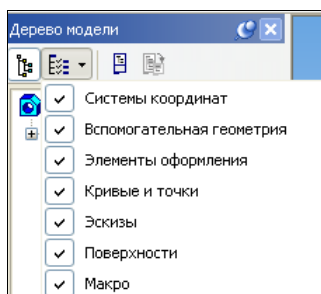 Дерево модели
Системы координат
Вспомогательная геометрия
Элементы оформления
Кривые и точки
Эскизы
Поверхности
Макро